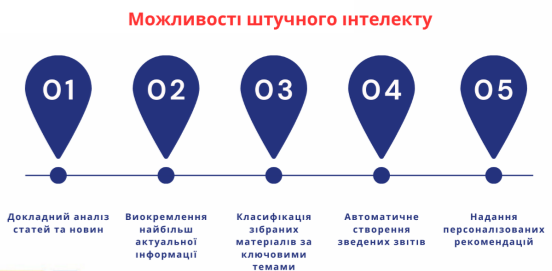 Можливості штучного інтелекту
01
02
03
04
05
Докладний аналіз
статей та новин
Виокремлення
найбільш
актуальної
інформації
Класифікація
зібраних
матеріалів за
ключовими
темами
Автоматичне
створення
зведених звітів
Надання
персоналізованих
рекомендацій